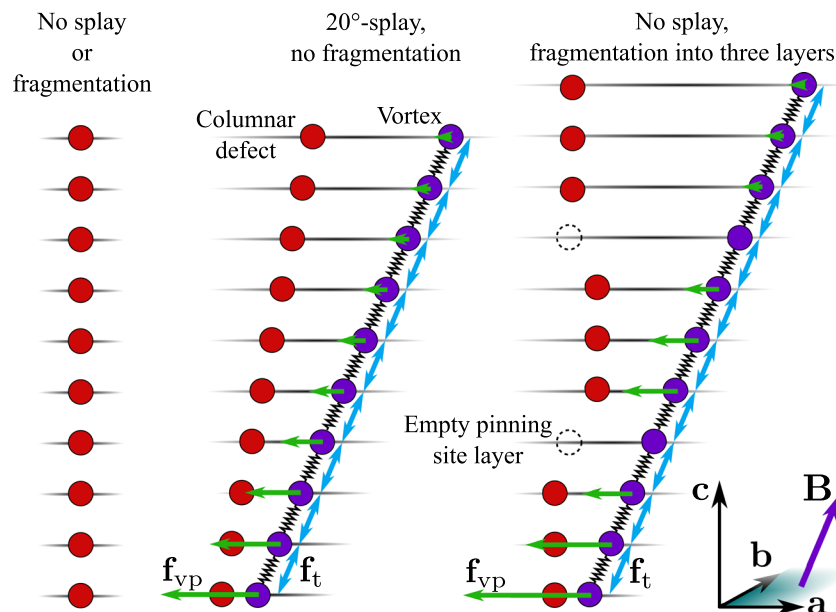 No splay
or
fragmentation
20°-splay,
no fragmentation
No splay,
fragmentation into three layers
Columnar
defect
Vortex
Empty pinning
site layer
f_vp
f_t
f_vp
f_t
c
B
b
a